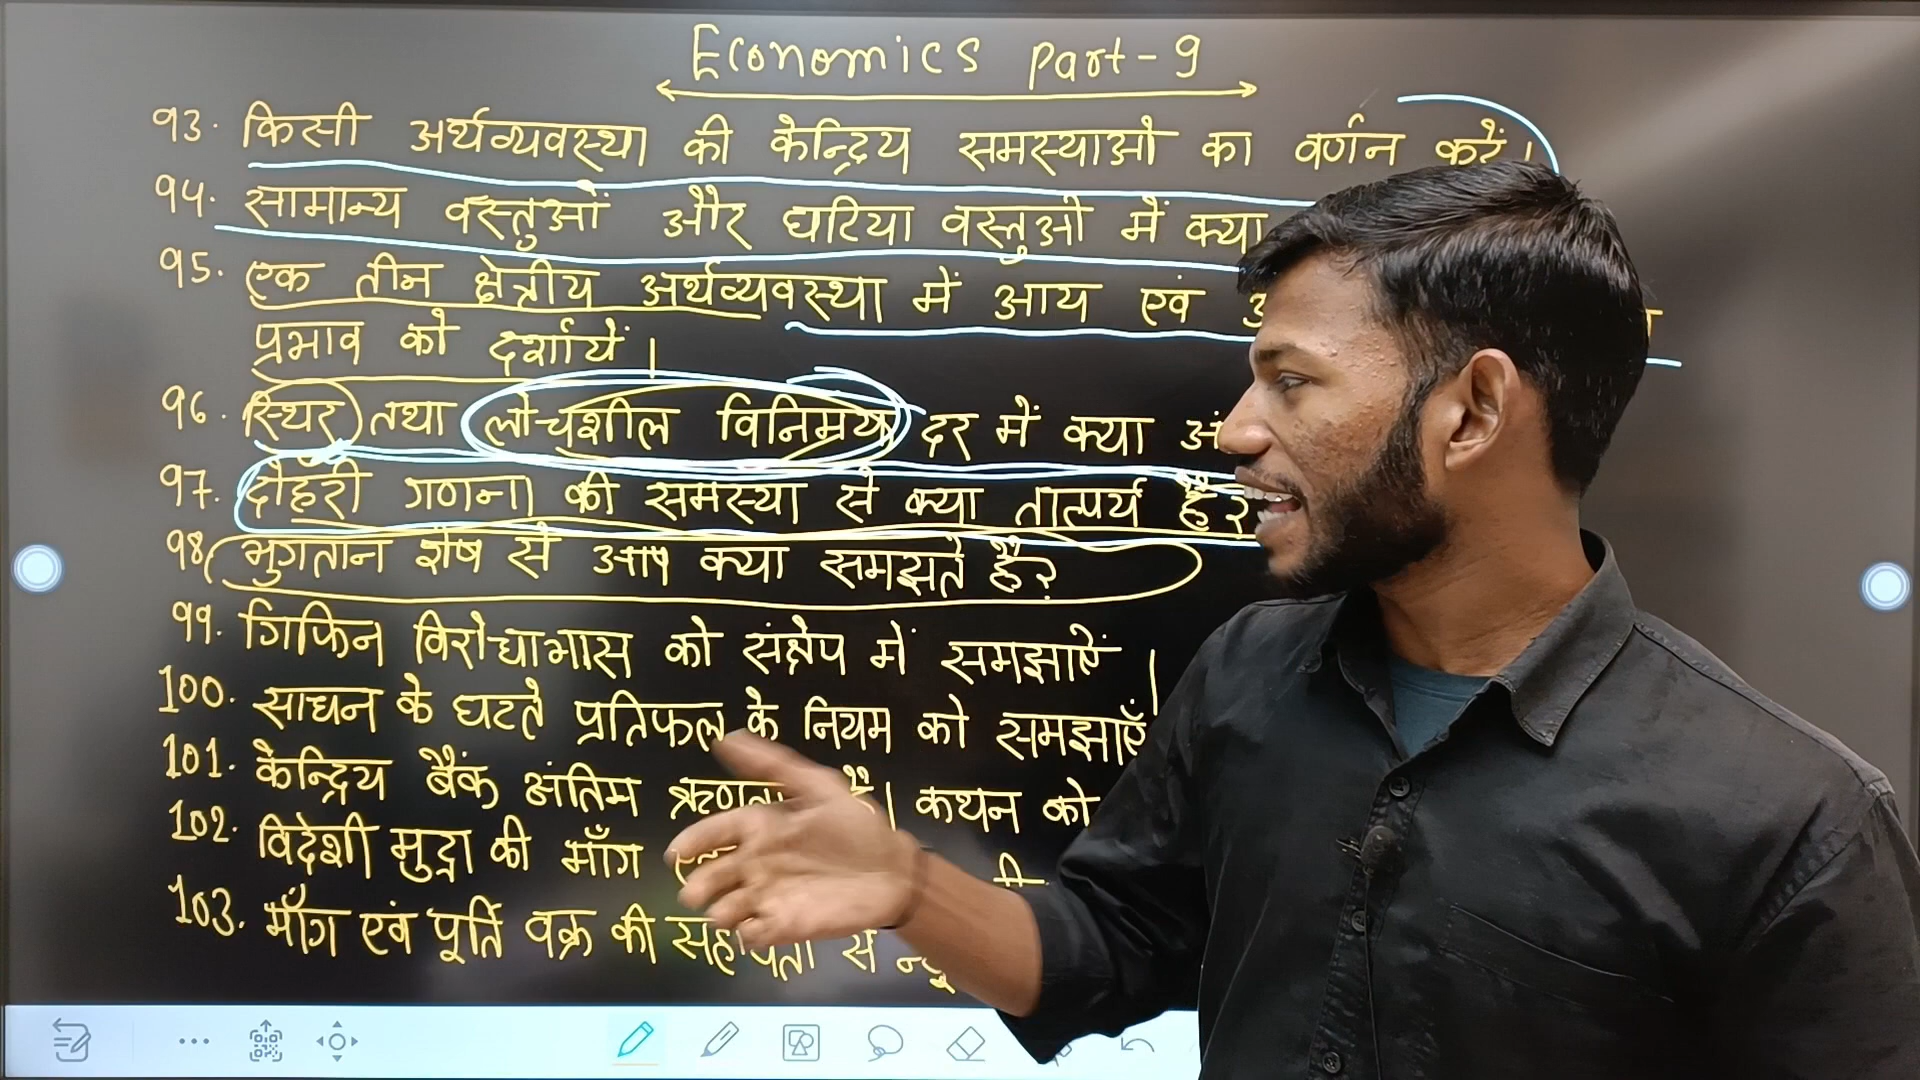 Economics Part-9
93. किसी अर्थव्यवस्था की केन्द्रिय समस्याओ का वर्णन करें।
94. सामान्य वस्तुओं और घटिया वस्तुओ में क्या
95. एक तीन क्षेत्रीय अर्थव्यवस्था में आय एवं
प्रभाव को दर्शायें।
96. स्थिर तथा लोचशील विनिमय दर में क्या
97. दोहरी गणना की समस्या से क्या तात्पर्य है?
98. भुगतान शेष से आप क्या समझते हैं?
99. गिफिन विरोधाभास को संक्षेप में समझाऐं।
100. साधन के घटते प्रतिफल के नियम को समझाएँ
101. केन्द्रिय बैंक अंतिम है। कथन को
102. विदेशी मुद्रा की माँग
103. माँग एवं पूर्ति वक्र की सहायता से